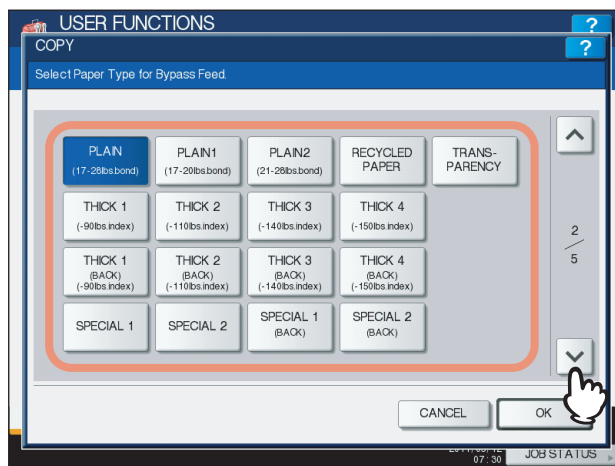 USER FUNCTIONS
?
COPY
?
Select Paper Type for Bypass Feed.
PLAIN
(17-28lbs.bond)
PLAIN1
(17-20lbs.bond)
PLAIN2
(21-28lbs.bond)
RECYCLED
PAPER
TRANS-
PARENCY
THICK 1
(-90lbs.index)
THICK 2
(-110lbs.index)
THICK 3
(-140lbs.index)
THICK 4
(-150lbs.index)
THICK 1
(BACK)
(-90lbs.index)
THICK 2
(BACK)
(-110lbs.index)
THICK 3
(BACK)
(-140lbs.index)
THICK 4
(BACK)
(-150lbs.index)
SPECIAL 1
SPECIAL 2
SPECIAL 1
(BACK)
SPECIAL 2
(BACK)
2
5
CANCEL
OK
07:30
JOB STATUS